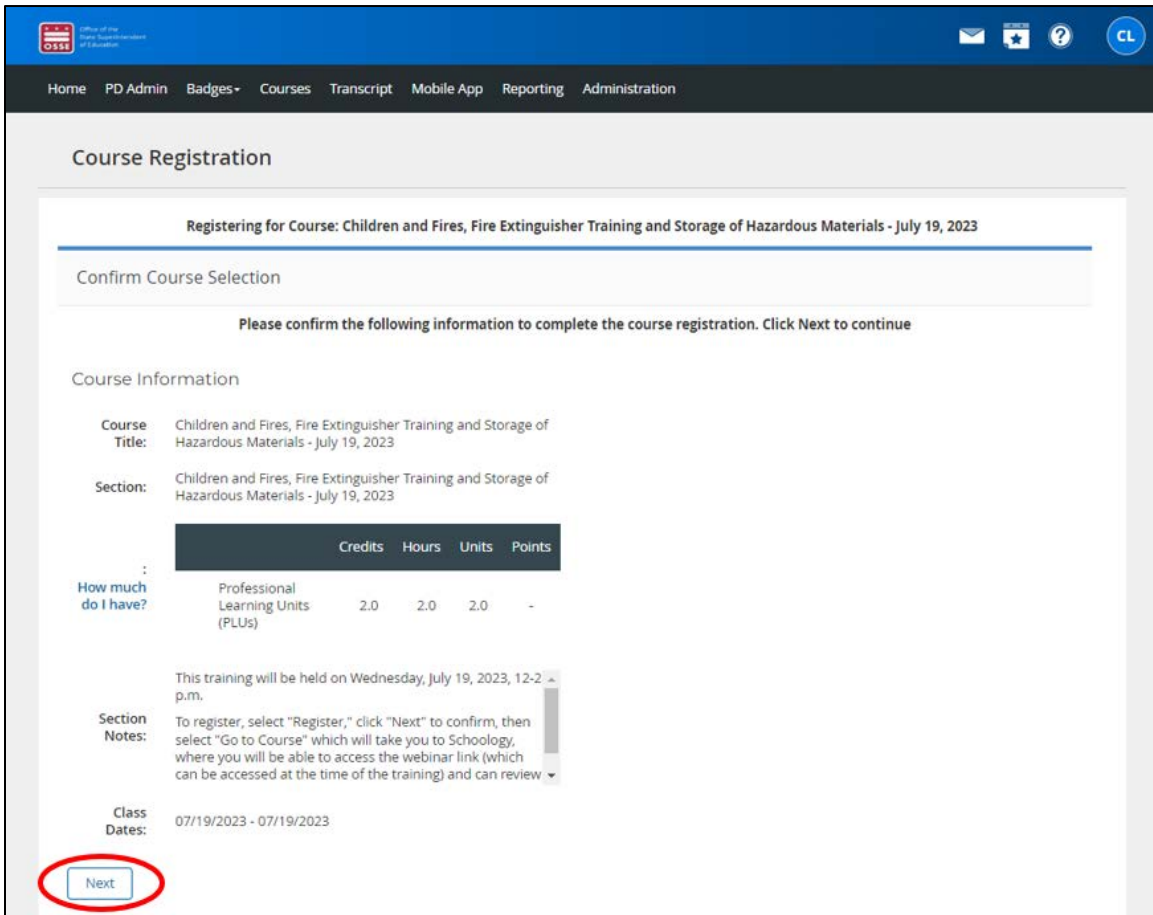 OSSE
Office of the
State Superintendent
of Education
CL
Home PD Admin Badges Courses Transcript Mobile App Reporting Administration
Course Registration
Registering for Course: Children and Fires, Fire Extinguisher Training and Storage of Hazardous Materials - July 19, 2023
Confirm Course Selection
Please confirm the following information to complete the course registration. Click Next to continue
Course Information
Course
Title:
Children and Fires, Fire Extinguisher Training and Storage of
Hazardous Materials - July 19, 2023
Section:
Children and Fires, Fire Extinguisher Training and Storage of
Hazardous Materials - July 19, 2023
:
How much
do I have?
Credits Hours Units Points
Professional
Learning Units
(PLUs)
2.0 2.0 2.0 -
Section
Notes:
This training will be held on Wednesday, July 19, 2023, 12-2
p.m.
To register, select "Register," click "Next" to confirm, then
select "Go to Course" which will take you to Schoology,
where you will be able to access the webinar link (which
can be accessed at the time of the training) and can review
Class
Dates:
07/19/2023 - 07/19/2023
Next